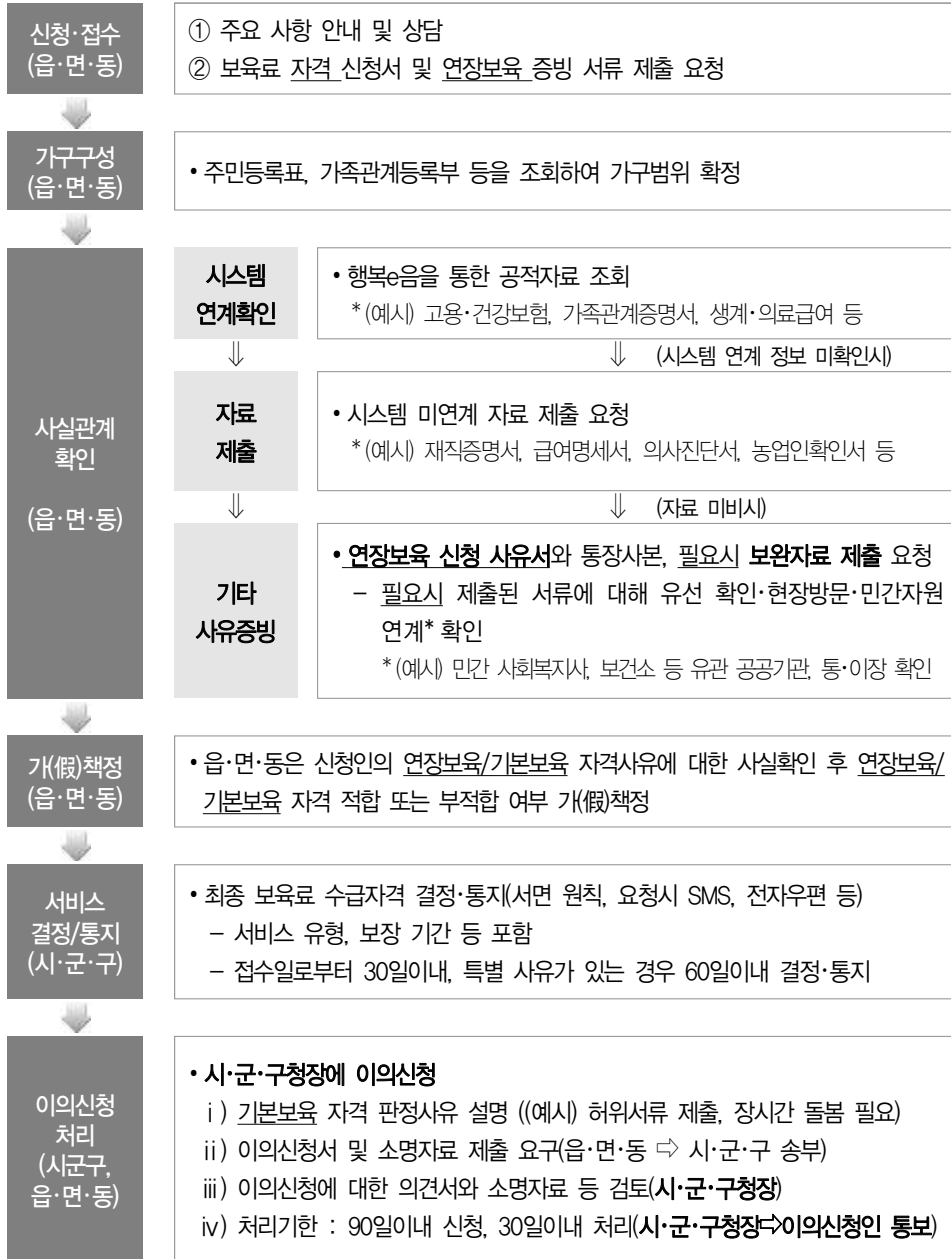 신청·접수
(읍·면·동)
① 주요 사항 안내 및 상담
② 보육료 자격 신청서 및 연장보육 증빙 서류 제출 요청
가구구성
(읍·면·동)
• 주민등록표, 가족관계등록부 등을 조회하여 가구범위 확정
사실관계
확인
(읍·면·동)
시스템
연계확인
• 행복e음을 통한 공적자료 조회
*(예시) 고용·건강보험, 가족관계증명서, 생계·의료급여 등
⇓
⇓ (시스템 연계 정보 미확인시)
자료
제출
• 시스템 미연계 자료 제출 요청
*(예시) 재직증명서, 급여명세서, 의사진단서, 농업인확인서 등
⇓
⇓ (자료 미비시)
기타
사유증빙
• 연장보육 신청 사유서와 통장사본, 필요시 보완자료 제출 요청
– 필요시 제출된 서류에 대해 유선 확인·현장방문·민간자원
연계* 확인
*(예시) 민간 사회복지사, 보건소 등 유관 공공기관, 통·이장 확인
가(假)책정
(읍·면·동)
• 읍·면·동은 신청인의 연장보육/기본보육 자격사유에 대한 사실확인 후 연장보육/
기본보육 자격 적합 또는 부적합 여부 가(假)책정
서비스
결정/통지
(시·군·구)
• 최종 보육료 수급자격 결정·통지(서면 원칙, 요청시 SMS, 전자우편 등)
– 서비스 유형, 보장 기간 등 포함
– 접수일로부터 30일이내, 특별 사유가 있는 경우 60일이내 결정·통지
이의신청
처리
(시군구,
읍·면·동)
• 시·군·구청장에 이의신청
ⅰ) 기본보육 자격 판정사유 설명 ((예시) 허위서류 제출, 장시간 돌봄 필요)
ⅱ) 이의신청서 및 소명자료 제출 요구(읍·면·동 ⇨ 시·군·구 송부)
ⅲ) 이의신청에 대한 의견서와 소명자료 등 검토(시·군·구청장)
ⅳ) 처리기한 : 90일이내 신청, 30일이내 처리(시·군·구청장⇨이의신청인 통보)